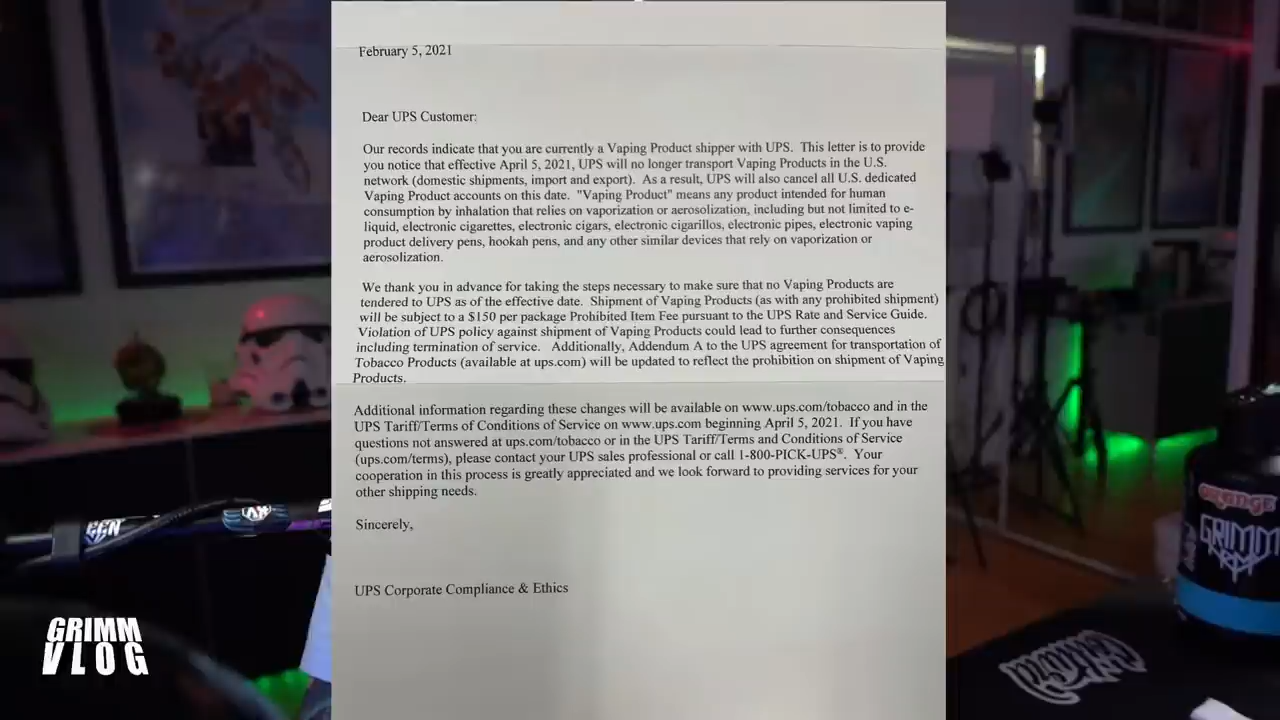 February 5, 2021
Dear UPS Customer:
Our records indicate that you are currently a Vaping Product shipper with UPS. This letter is to provide
you notice that effective April 5, 2021, UPS will no longer transport Vaping Products in the U.S.
network (domestic shipments, import and export). As a result, UPS will also cancel all U.S. dedicated
Vaping Product accounts on this date. "Vaping Product" means any product intended for human
consumption by inhalation that relies on vaporization or aerosolization, including but not limited to e-
liquid, electronic cigarettes, electronic cigars, electronic cigarillos, electronic pipes, electronic vaping
product delivery pens, hookah pens, and any other similar devices that rely on vaporization or
aerosolization.
We thank you in advance for taking the steps necessary to make sure that no Vaping Products are
tendered to UPS as of the effective date. Shipment of Vaping Products (as with any prohibited shipment)
will be subject to a $150 per package Prohibited Item Fee pursuant to the UPS Rate and Service Guide.
Violation of UPS policy against shipment of Vaping Products could lead to further consequences
including termination of service. Additionally, Addendum A to the UPS agreement for transportation of
Tobacco Products (available at ups.com) will be updated to reflect the prohibition on shipment of Vaping
Products.
Additional information regarding these changes will be available on www.ups.com/tobacco and in the
UPS Tariff/Terms of Conditions of Service on www.ups.com beginning April 5, 2021. If you have
questions not answered at ups.com/tobacco or in the UPS Tariff/Terms and Conditions of Service
(ups.com/terms), please contact your UPS sales professional or call 1-800-PICK-UPS®. Your
cooperation in this process is greatly appreciated and we look forward to providing services for your
other shipping needs.
Sincerely,
UPS Corporate Compliance & Ethics
GRIMM
VLOG
GRIMM